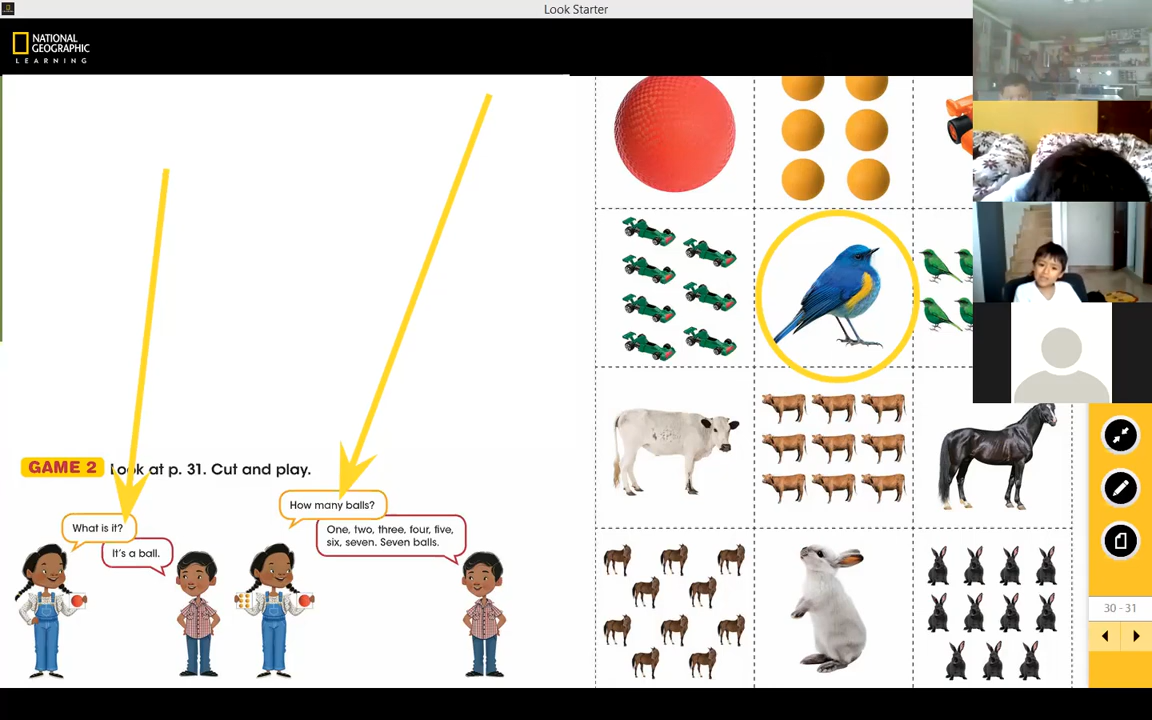 Look Starter
NATIONAL
GEOGRAPHIC
LEARNING
GAME 2 Look at p. 31. Cut and play.
What is it?
It's a ball.
How many balls?
One, two, three, four, five,
six, seven. Seven balls.
30 - 31